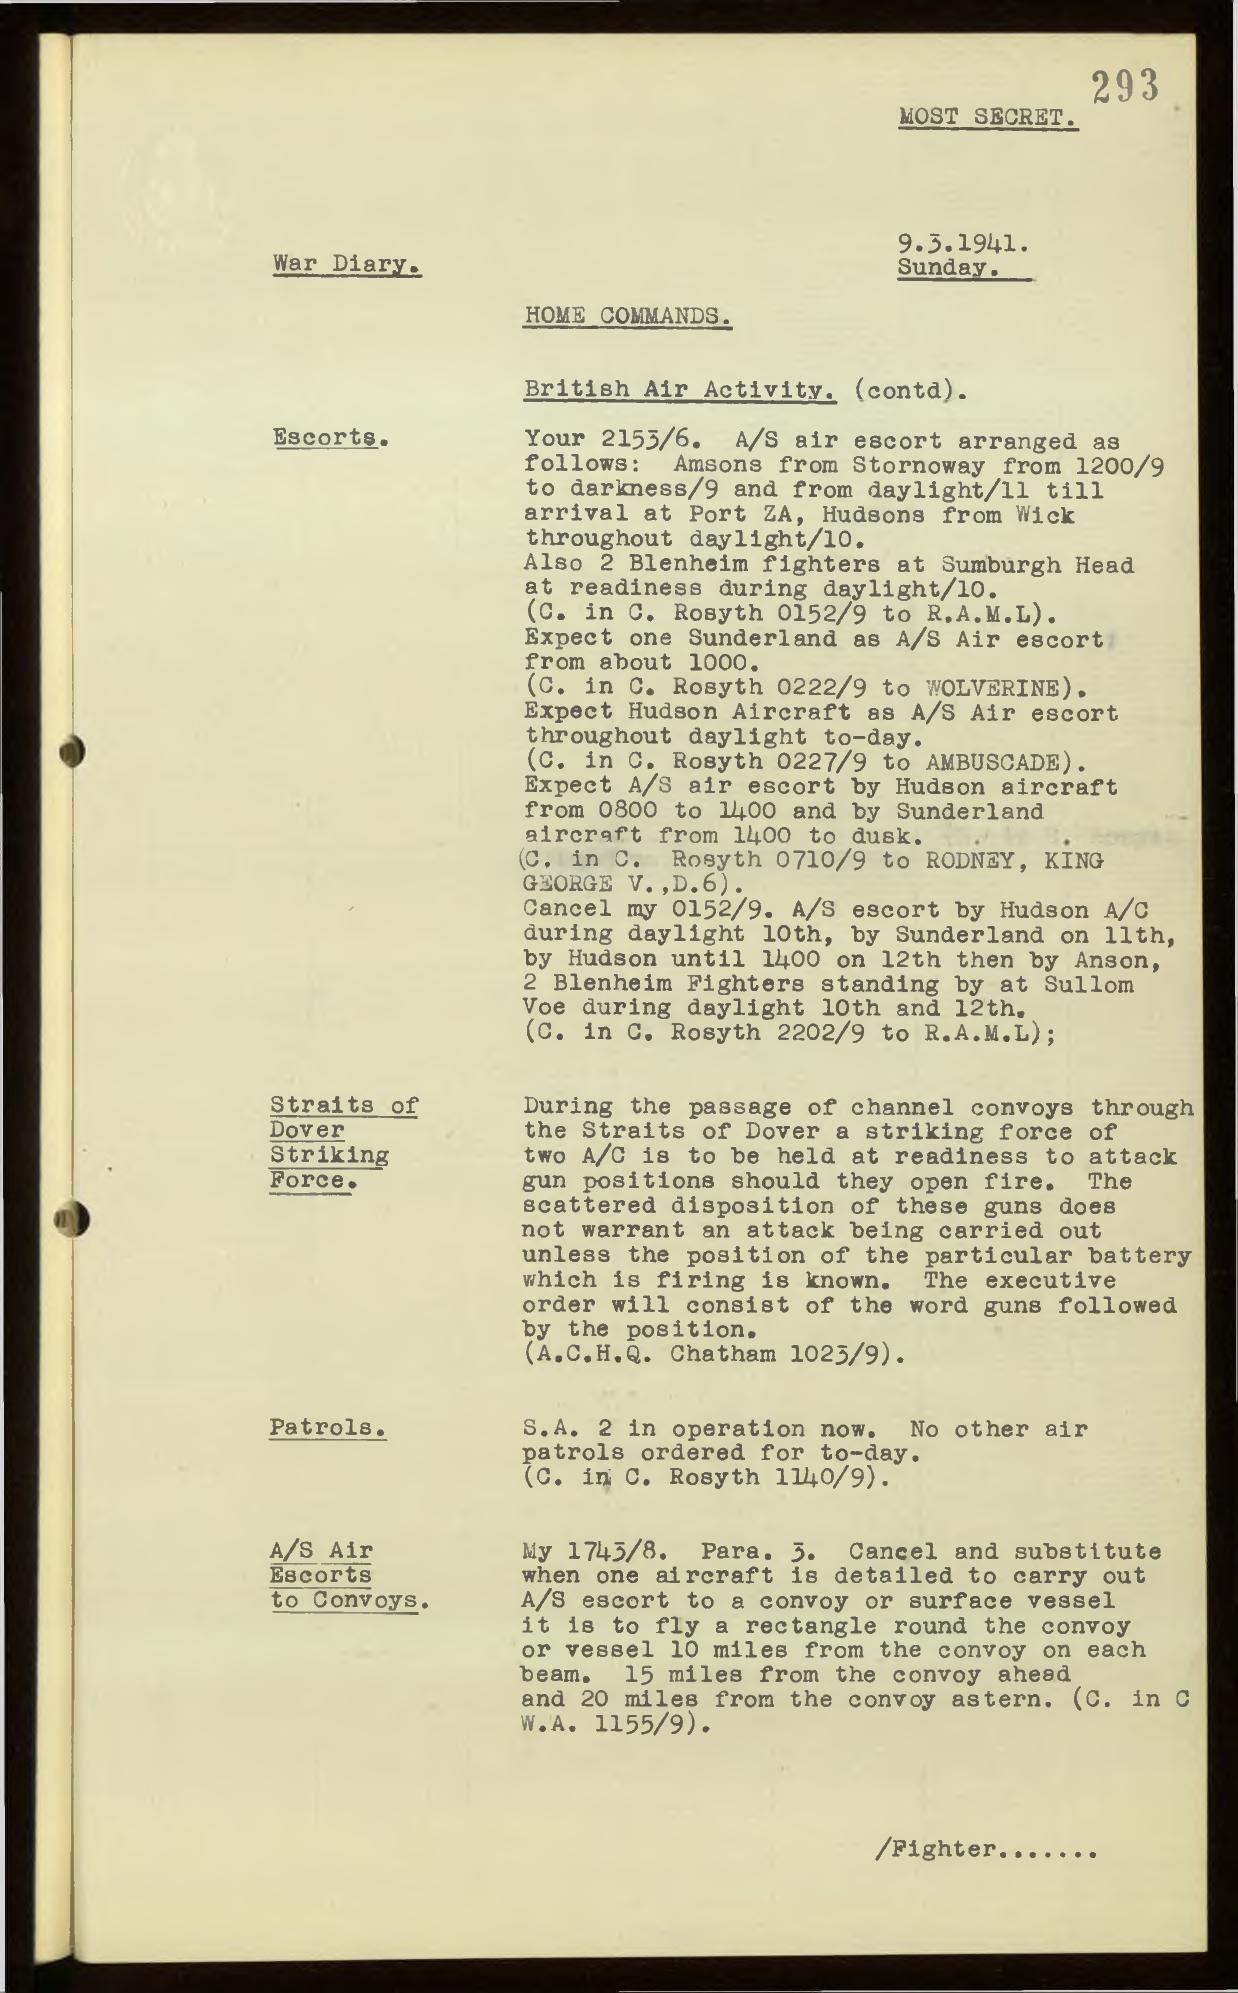 293
MOST SECRET.
9.3.1941.
War Diary.
Sunday.
HOME COMMANDS.
British Air Activity. (contd).
Escorts.
Your 2153/6. A/S air escort arranged as
follows: Amsons from Stornoway from 1200/9
to darkness/9 and from daylight/11 till
arrival at Port ZA, Hudsons from Wick
throughout daylight/10.
Also 2 Blenheim fighters at Sumburgh Head
at readiness during daylight/10.
(C. in C. Rosyth 0152/9 to R.A.M.L).
Expect one Sunderland as A/S Air escort
from about 1000.
(C. in C. Rosyth 0222/9 to WOLVERINE).
Expect Hudson Aircraft as A/S Air escort
throughout daylight to-day.
(C. in C. Rosyth 0227/9 to AMBUSCADE).
Expect A/S air escort by Hudson aircraft
from 0800 to 1400 and by Sunderland
aircraft from 1400 to dusk.
(C. in C. Rosyth 0710/9 to RODNEY, KING
GEORGE V.,D.6).
Cancel my 0152/9. A/S escort by Hudson A/C
during daylight 10th, by Sunderland on 11th,
by Hudson until 1400 on 12th then by Anson,
2 Blenheim Fighters standing by at Sullom
Voe during daylight 10th and 12th.
(C. in C. Rosyth 2202/9 to R.A.M.L);
Straits of
Dover
Striking
Force.
During the passage of channel convoys through
the Straits of Dover a striking force of
two A/C is to be held at readiness to attack
gun positions should they open fire. The
scattered disposition of these guns does
not warrant an attack being carried out
unless the position of the particular battery
which is firing is known. The executive
order will consist of the word guns followed
by the position.
(A.C.H.Q. Chatham 1023/9).
Patrols.
S.A. 2 in operation now. No other air
patrols ordered for to-day.
(C. in C. Rosyth 1140/9).
A/S Air
Escorts
to Convoys.
My 1743/8. Para. 3. Cancel and substitute
when one aircraft is detailed to carry out
A/S escort to a convoy or surface vessel
it is to fly a rectangle round the convoy
or vessel 10 miles from the convoy on each
beam. 15 miles from the convoy ahead
and 20 miles from the convoy astern. (C. in C
W.A. 1155/9).
/Fighter.......